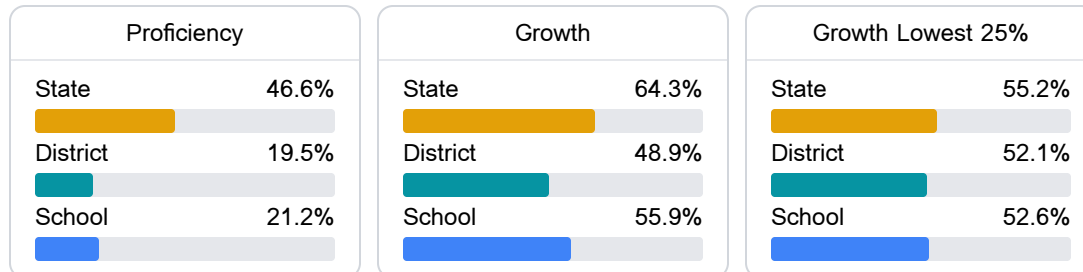 Proficiency
State 46.6%
District 19.5%
School 21.2%
Growth
State 64.3%
District 48.9%
School 55.9%
Growth Lowest 25%
State 55.2%
District 52.1%
School 52.6%